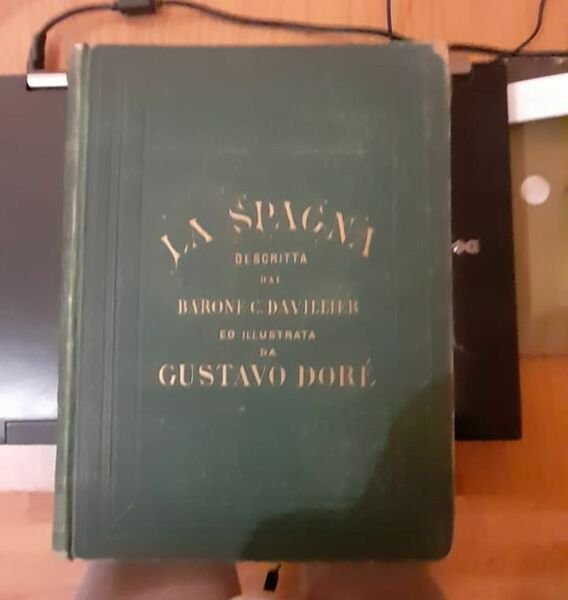 LA SPAGNA
DESCRITTA
DAL
BARONE C. DAVILLIER
ED ILLUSTRATA
DA
GUSTAVO DORÉ